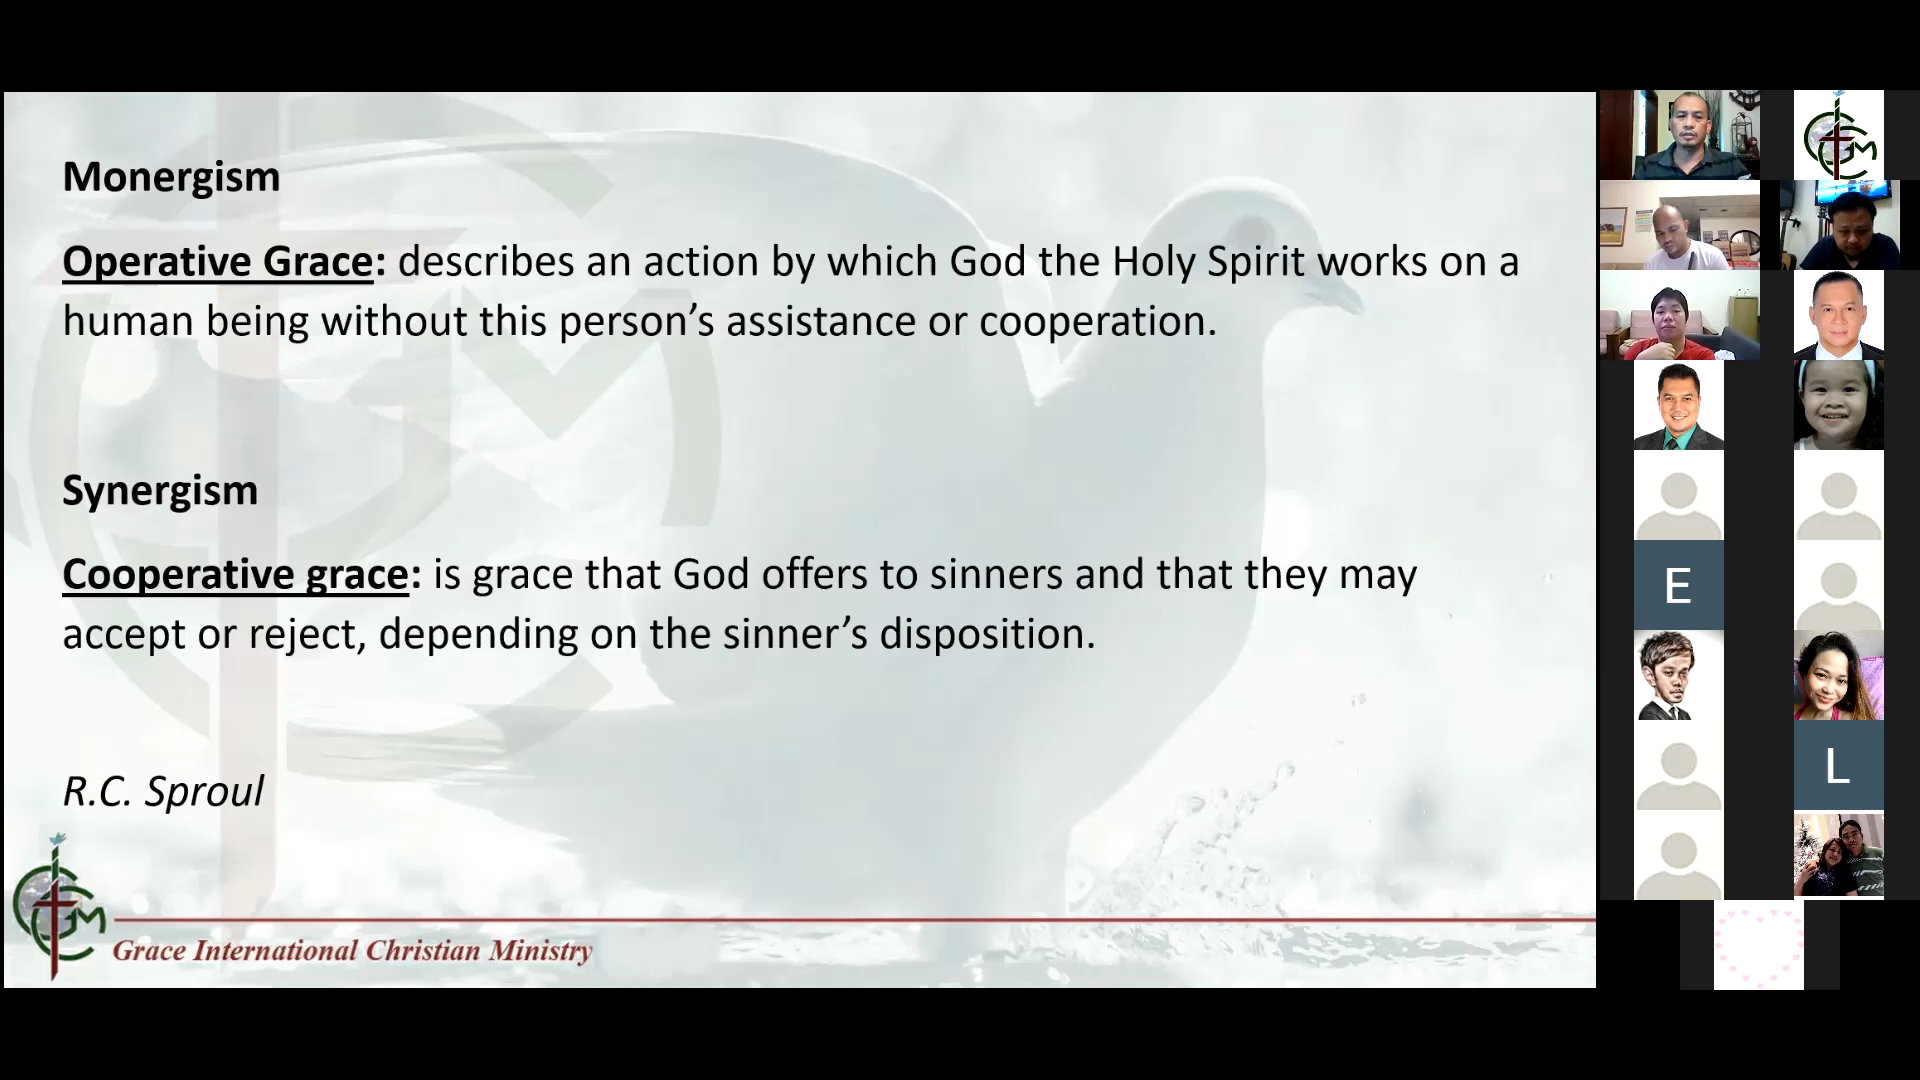 Monergism
Operative Grace: describes an action by which God the Holy Spirit works on a
human being without this person’s assistance or cooperation.
Synergism
Cooperative grace: is grace that God offers to sinners and that they may
accept or reject, depending on the sinner’s disposition.
R.C. Sproul
Grace International Christian Ministry
E
L